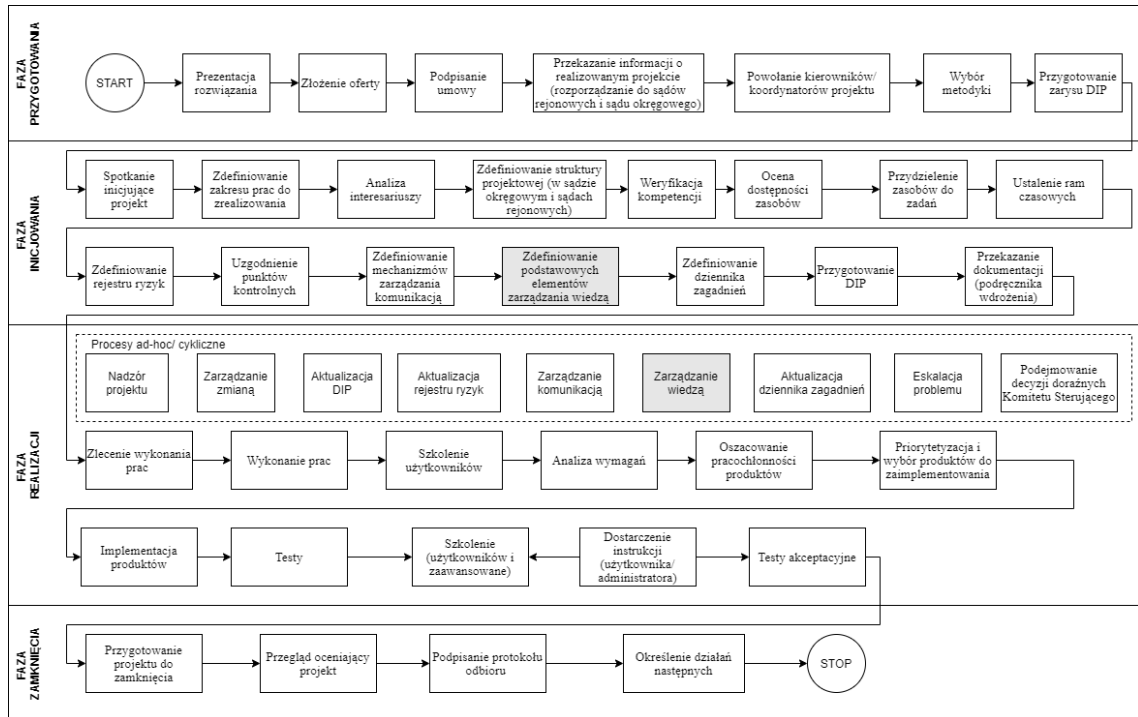 FAZA
PRZYGOTOWANIA
START
Prezentacja
rozwiązania
Złożenie oferty
Podpisanie
umowy
Przekazanie informacji o
realizowanym projekcie
(rozporządzanie do sądów
rejonowych i sądu okręgowego)
Powołanie kierowników/
koordynatorów projektu
Wybór
metodyki
Przygotowanie
zarysu DIP
FAZA
INICJOWANIA
Spotkanie
inicjujące
projekt
Zdefiniowanie
zakresu prac do
zrealizowania
Analiza
interesariuszy
Zdefiniowanie struktury
projektowej (w sądzie
okręgowym i sądach
rejonowych)
Weryfikacja
kompetencji
Ocena
dostępności
zasobów
Przydzielenie
zasobów do
zadań
Ustalenie ram
czasowych
Zdefiniowanie
rejestru ryzyk
Uzgodnienie
punktów
kontrolnych
Zdefiniowanie
mechanizmów
zarządzania
komunikacją
Zdefiniowanie
podstawowych
elementów
zarządzania wiedzą
Zdefiniowanie
dziennika
zagadnień
Przygotowanie
DIP
Przekazanie
dokumentacji
(podręcznika
wdrożenia)
FAZA
REALIZACJI
Procesy ad-hoc/ cykliczne
Nadzór
projektu
Zarządzanie
zmianą
Aktualizacja
DIP
Aktualizacja
rejestru ryzyk
Zarządzanie
komunikacją
Zarządzanie
wiedzą
Aktualizacja
dziennika zagadnień
Eskalacja
problemu
Podejmowanie
decyzji doraźnych
Komitetu Sterującego
Zlecenie wykonania
prac
Wykonanie prac
Szkolenie
użytkowników
Analiza wymagań
Oszacowanie
pracochłonności
produktów
Priorytetyzacja i
wybór produktów do
zaimplementowania
Implementacja
produktów
Testy
Szkolenie
(użytkowników i
zaawansowane)
Dostarczenie
instrukcji
(użytkownika/
administratora)
Testy akceptacyjne
FAZA
ZAMKNIĘCIA
Przygotowanie
projektu do
zamknięcia
Przegląd oceniający
projekt
Podpisanie protokołu
odbioru
Określenie działań
następnych
STOP